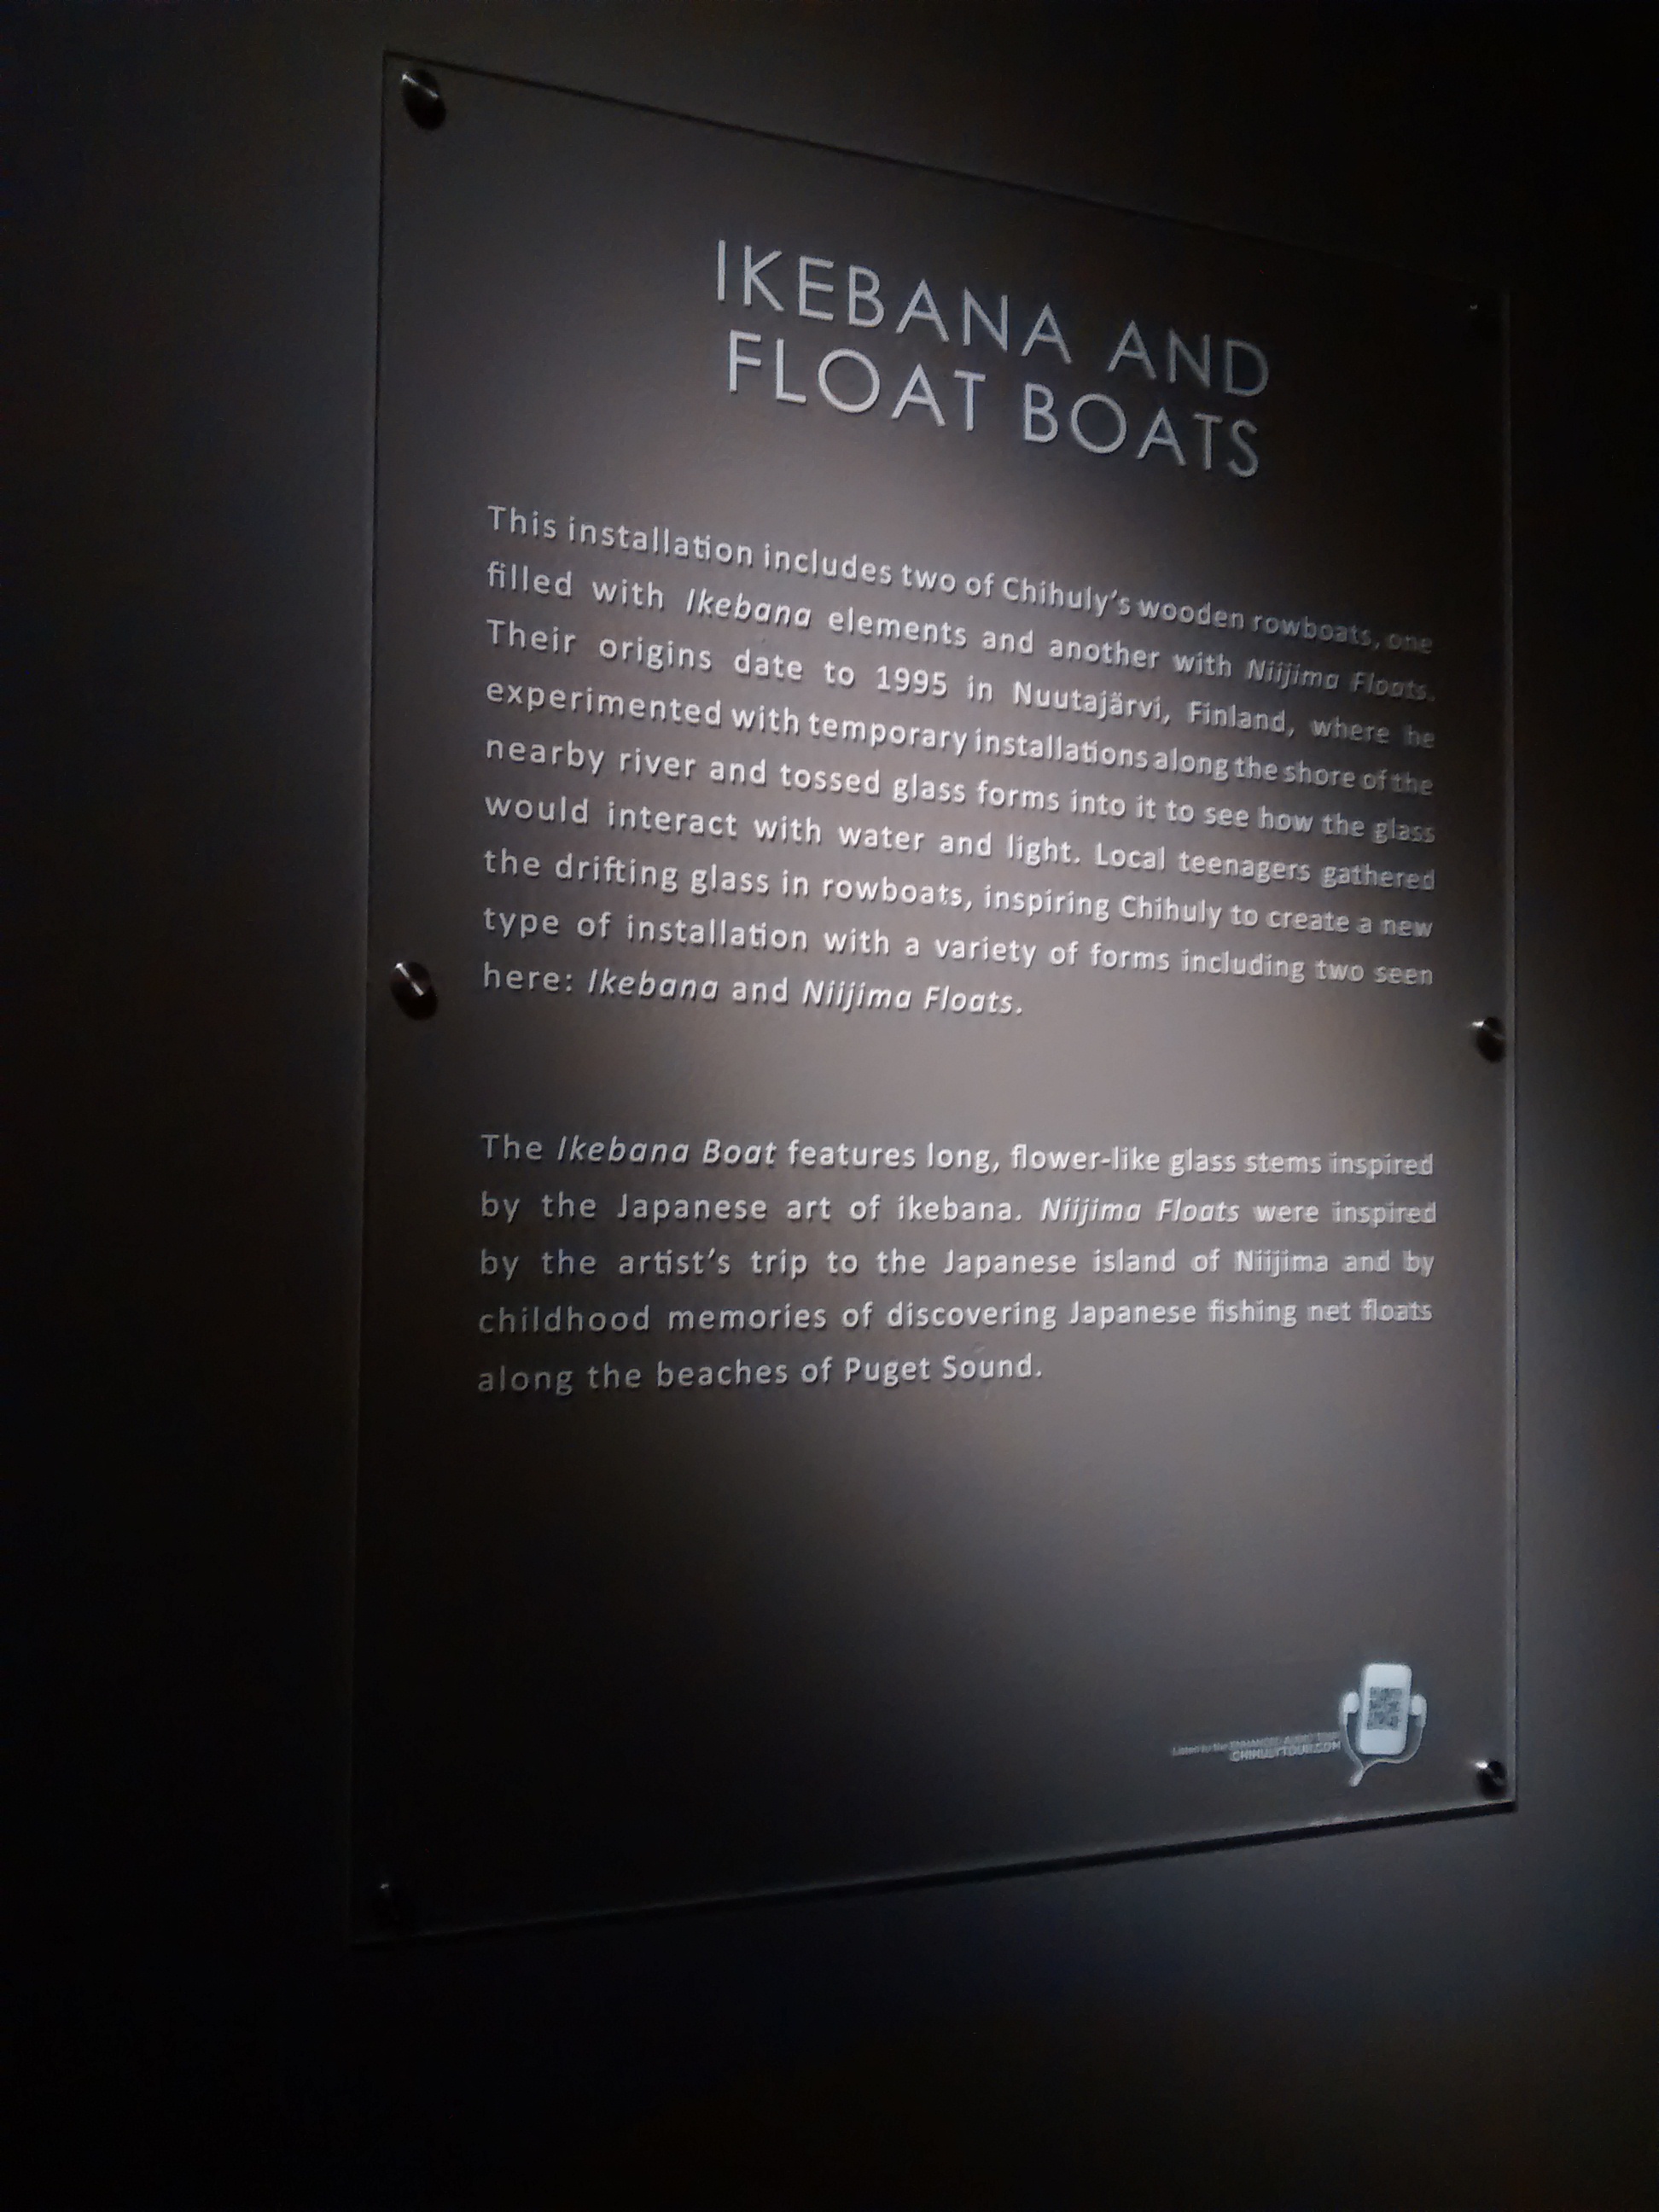 IKEBANA AND
FLOAT BOATS
This installation includes two of Chihuly's wooden rowboats, one
filled with Ikebana elements and another with Niijima Floats.
Their origins date to 1995 in Nuutajärvi, Finland, where he
experimented with temporary installations along the shore of the
nearby river and tossed glass forms into it to see how the glass
would interact with water and light. Local teenagers gathered
the drifting glass in rowboats, inspiring Chihuly to create a new
type of installation with a variety of forms including two seen
here: Ikebana and Niijima Floats.
The Ikebana Boat features long, flower-like glass stems inspired
by the Japanese art of ikebana. Niijima Floats were inspired
by the artist's trip to the Japanese island of Niijima and by
childhood memories of discovering Japanese fishing net floats
along the beaches of Puget Sound.
Listen to the ENHANCED AUDIO TOUR
CHIHULYTOUR.COM